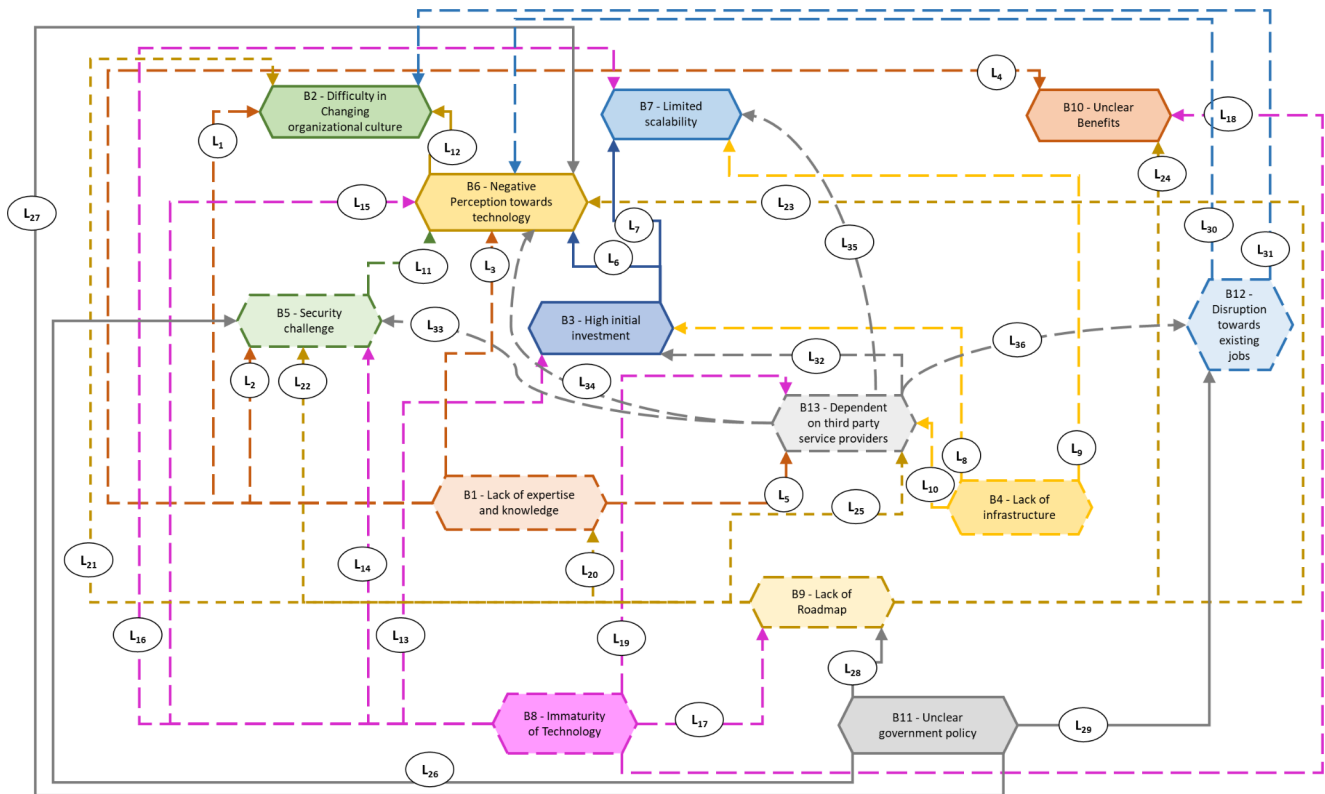 L4
B2 - Difficulty in
Changing
organizational culture
B7 - Limited
scalability
B10 - Unclear
Benefits
L18
L1
L12
L24
B6 - Negative
Perception towards
technology
L15
L23
L27
L7
L30
L35
L31
L6
L3
L11
B5 - Security
challenge
L33
B3 - High initial
investment
B12 -
Disruption
towards
existing
jobs
L36
L32
L2
L22
L34
B13 - Dependent
on third party
service providers
L9
L8
L10
B1 - Lack of expertise
and knowledge
L5
L25
B4 - Lack of
infrastructure
L21
L14
L20
B9 - Lack of
Roadmap
L16
L13
L19
L28
B8 - Immaturity
of Technology
L17
B11 - Unclear
government policy
L29
L26